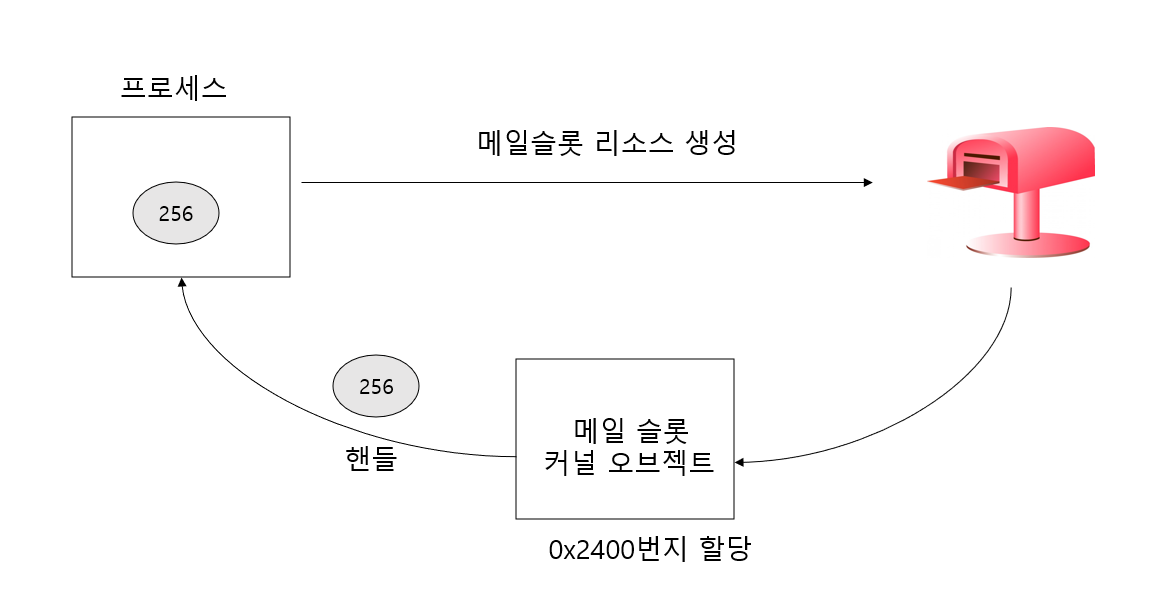 프로세스
메일슬롯 리소스 생성
256
256
핸들
메일 슬롯
커널 오브젝트
0x2400번지 할당